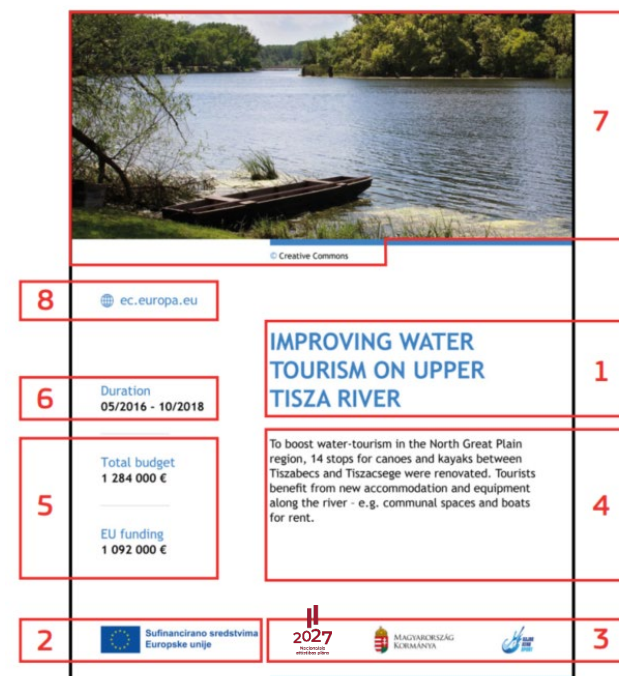 7
© Creative Commons
8
ec.europa.eu
IMPROVING WATER
TOURISM ON UPPER
TISZA RIVER
1
6
Duration
05/2016 - 10/2018
To boost water-tourism in the North Great Plain
region, 14 stops for canoes and kayaks between
Tiszabecs and Tiszacsege were renovated. Tourists
benefit from new accommodation and equipment
along the river - e.g. communal spaces and boats
for rent.
4
5
Total budget
1 284 000 €
EU funding
1 092 000 €
2
Sufinancirano sredstvima
Europske unije
2027
Nacionālais
attīstības plāns
MAGYARORSZÁG
KORMÁNYA
3